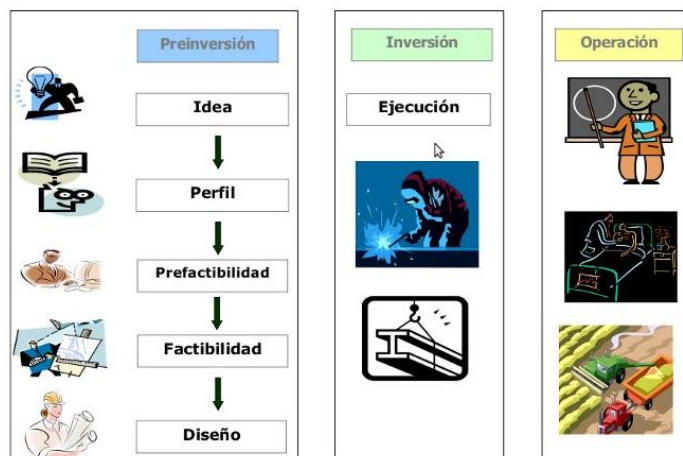 Preinversión
Idea
Perfil
Prefactibilidad
Factibilidad
Diseño
Inversión
Ejecución
Operación